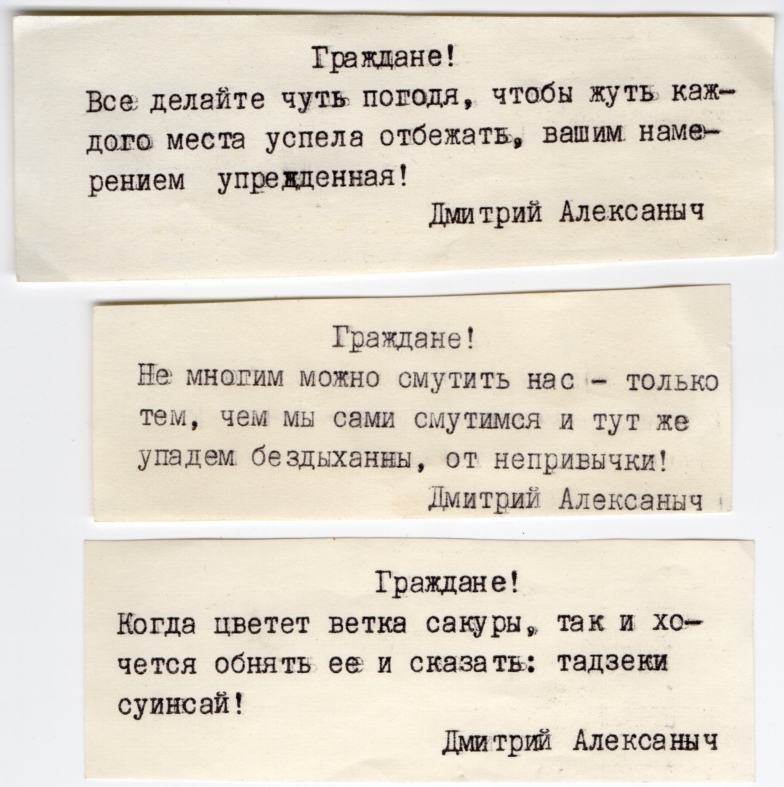 Граждане!
Все делайте чуть погодя, чтобы жуть каж-
дого места успела отбежать, вашим наме-
рением упрежденная!
Дмитрий Алексаныч
Граждане!
Не многим можно смутить нас - только
тем, чем мы сами смутимся и тут же
упадем бездыханны, от непривычки!
Дмитрий Алексаныч
Граждане!
Когда цветет ветка сакуры, так и хо-
чется обнять ее и сказать: тадзеки
суинсай!
Дмитрий Алексаныч